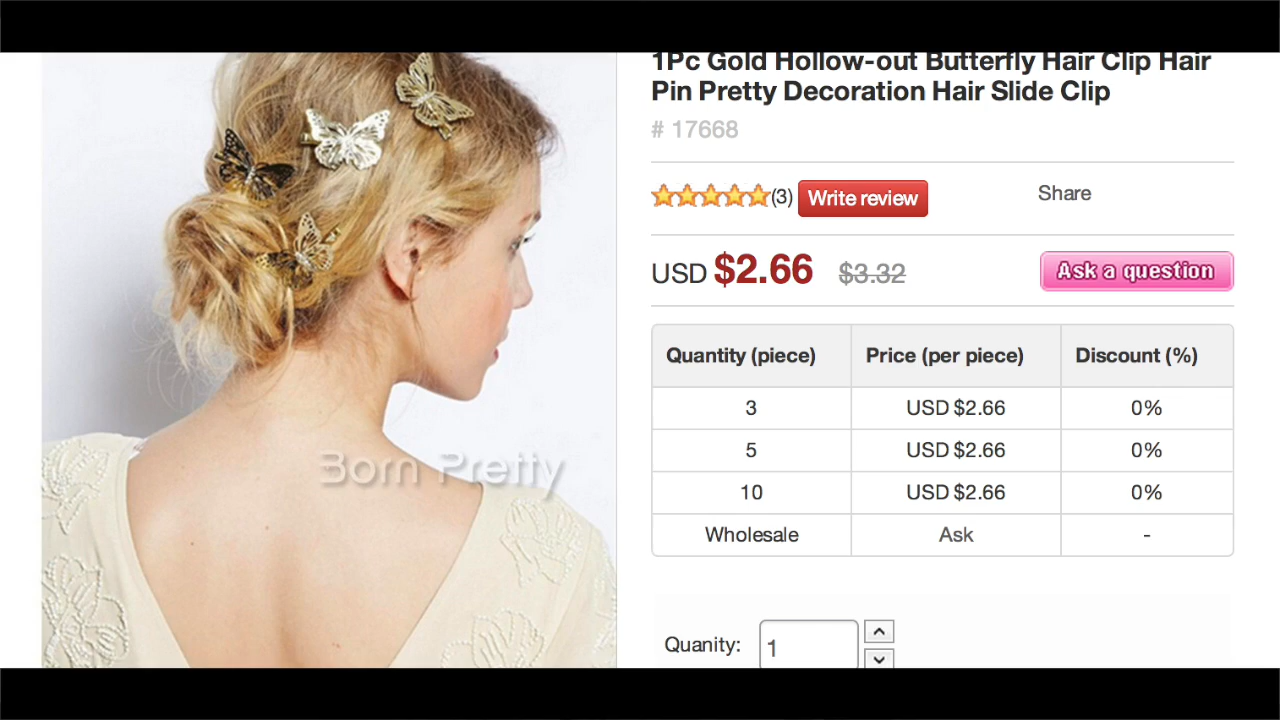 1Pc Gold Hollow-out Butterfly Hair Clip Hair
Pin Pretty Decoration Hair Slide Clip
# 17668
(3) Write review
Share
USD $2.66 $3.32
Ask a question
Quantity (piece) Price (per piece) Discount (%)
3 USD $2.66 0%
5 USD $2.66 0%
10 USD $2.66 0%
Wholesale Ask -
Quanity: 1
Born Pretty